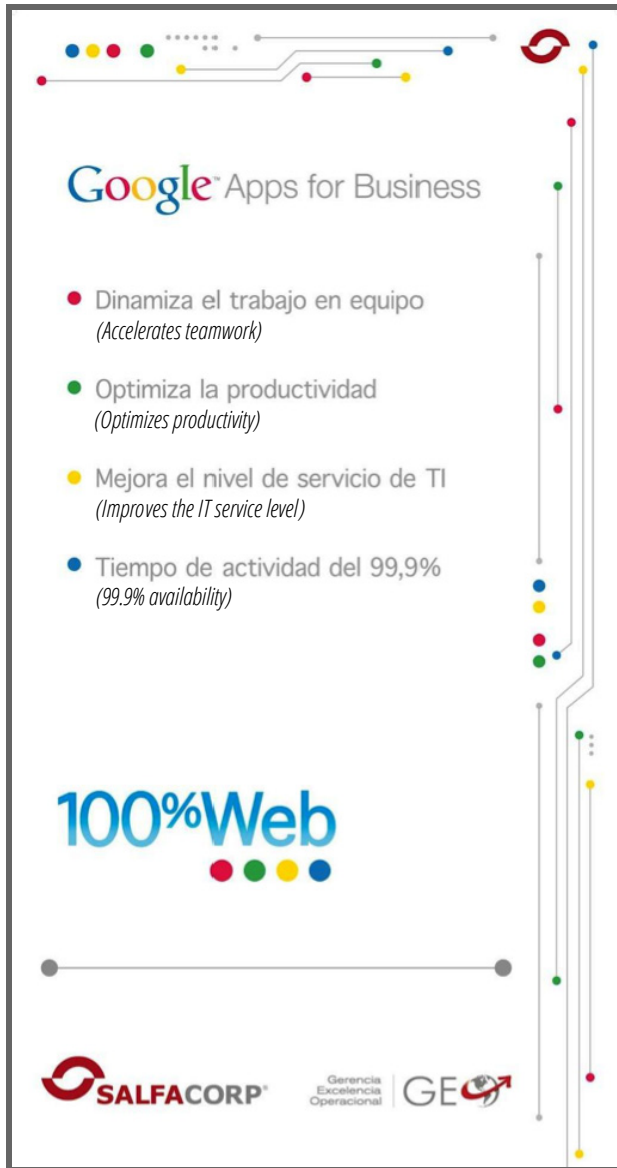 Google™ Apps for Business
Dinamiza el trabajo en equipo
(Accelerates teamwork)
Optimiza la productividad
(Optimizes productivity)
Mejora el nivel de servicio de TI
(Improves the IT service level)
Tiempo de actividad del 99,9%
(99.9% availability)
100%Web
SALFACORP®
Gerencia
Excelencia
Operacional
GEO